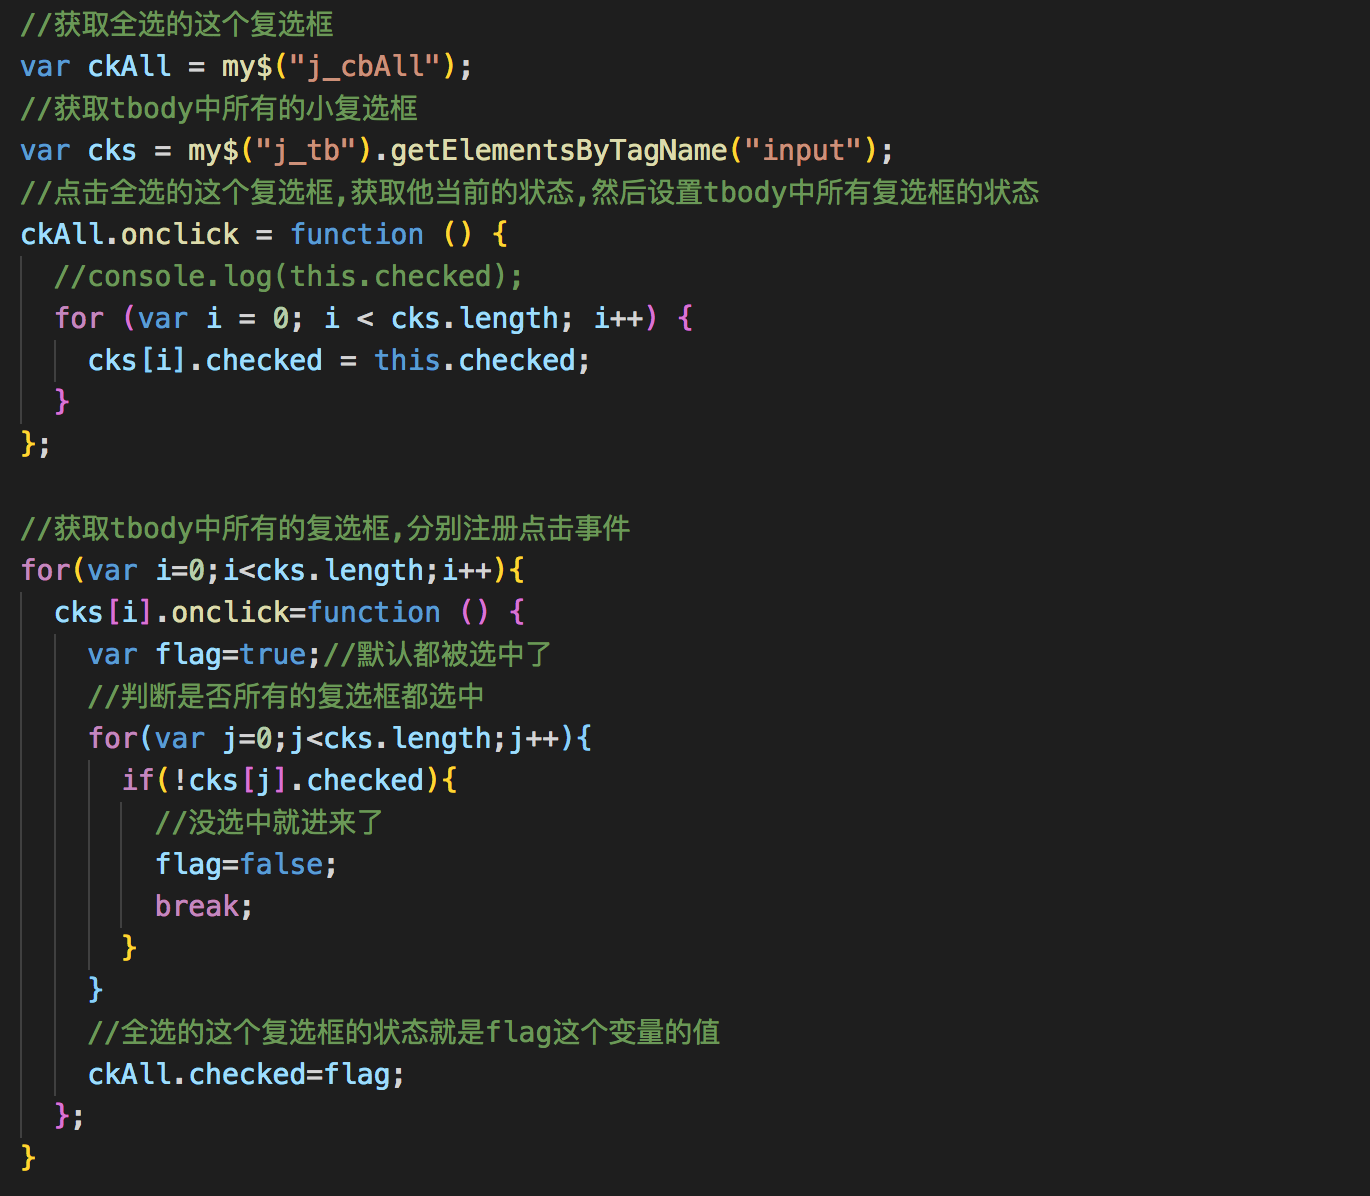 //获取全选的这个复选框
var ckAll = my$("j_cbAll");
//获取tbody中所有的小复选框
var cks = my$("j_tb").getElementsByTagName("input");
//点击全选的这个复选框,获取他当前的状态,然后设置tbody中所有复选框的状态
ckAll.onclick = function () {
  //console.log(this.checked);
  for (var i = 0; i < cks.length; i++) {
    cks[i].checked = this.checked;
  }
};

//获取tbody中所有的复选框,分别注册点击事件
for(var i=0;i<cks.length;i++){
  cks[i].onclick=function () {
    var flag=true;//默认都被选中了
    //判断是否所有的复选框都选中
    for(var j=0;j<cks.length;j++){
      if(!cks[j].checked){
        //没选中就进来了
        flag=false;
        break;
      }
    }
    //全选的这个复选框的状态就是flag这个变量的值
    ckAll.checked=flag;
  };
}